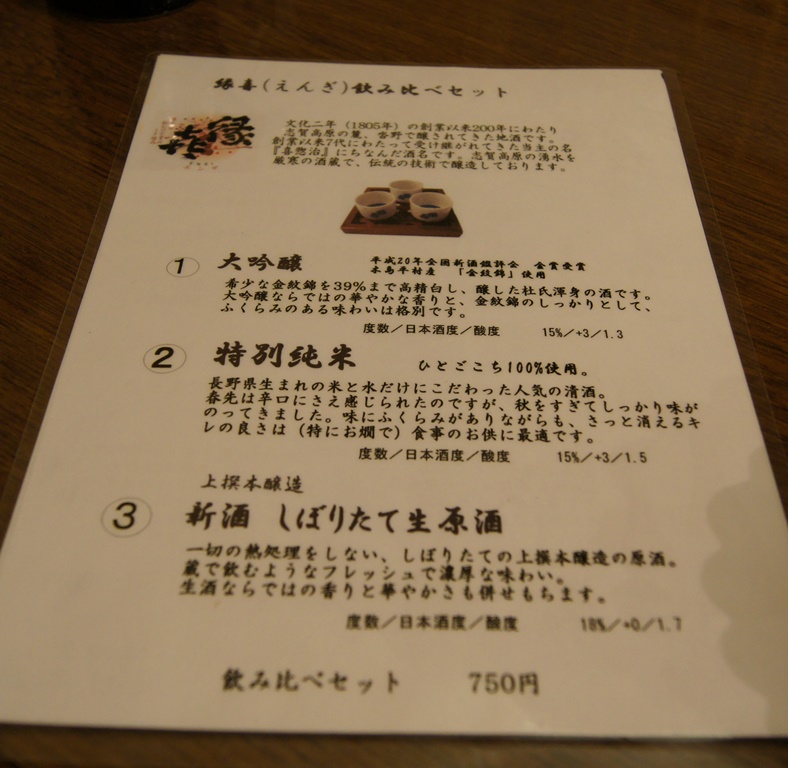 縁喜(えんぎ)飲み比べセット
縁喜
文化二年(1805年)の創業以来200年にわたり
志賀高原の麓、沓野で醸されてきた地酒です。
創業以来7代にわたって受け継がれてきた当主の名
『喜惣治』にちなんだ酒名です。志賀高原の湧水を
厳寒の酒蔵で、伝統の技術で醸造しております。
① 大吟醸 平成20年全国新酒鑑評会 金賞受賞
木島平村産 「金紋錦」使用
希少な金紋錦を39%まで高精白し、醸した杜氏渾身の酒です。
大吟醸ならではの華やかな香りと、金紋錦のしっかりとして、
ふくらみのある味わいは格別です。
度数/日本酒度/酸度 15%/+3/1.3
② 特別純米 ひとごこち100%使用。
長野県生まれの米と水だけにこだわった人気の清酒。
春先は辛口にさえ感じられたのですが、秋をすぎてしっかり味が
のってきました。味にふくらみがありながらも、さっと消えるキ
レの良さは(特にお燗で)食事のお供に最適です。
度数/日本酒度/酸度 15%/+3/1.5
上撰本醸造
③ 新酒 しぼりたて生原酒
一切の熱処理をしない、しぼりたての上撰本醸造の原酒。
蔵で飲むようなフレッシュで濃厚な味わい。
生酒ならではの香りと華やかさも併せもちます。
度数/日本酒度/酸度 18%/+0/1.7
飲み比べセット 750円